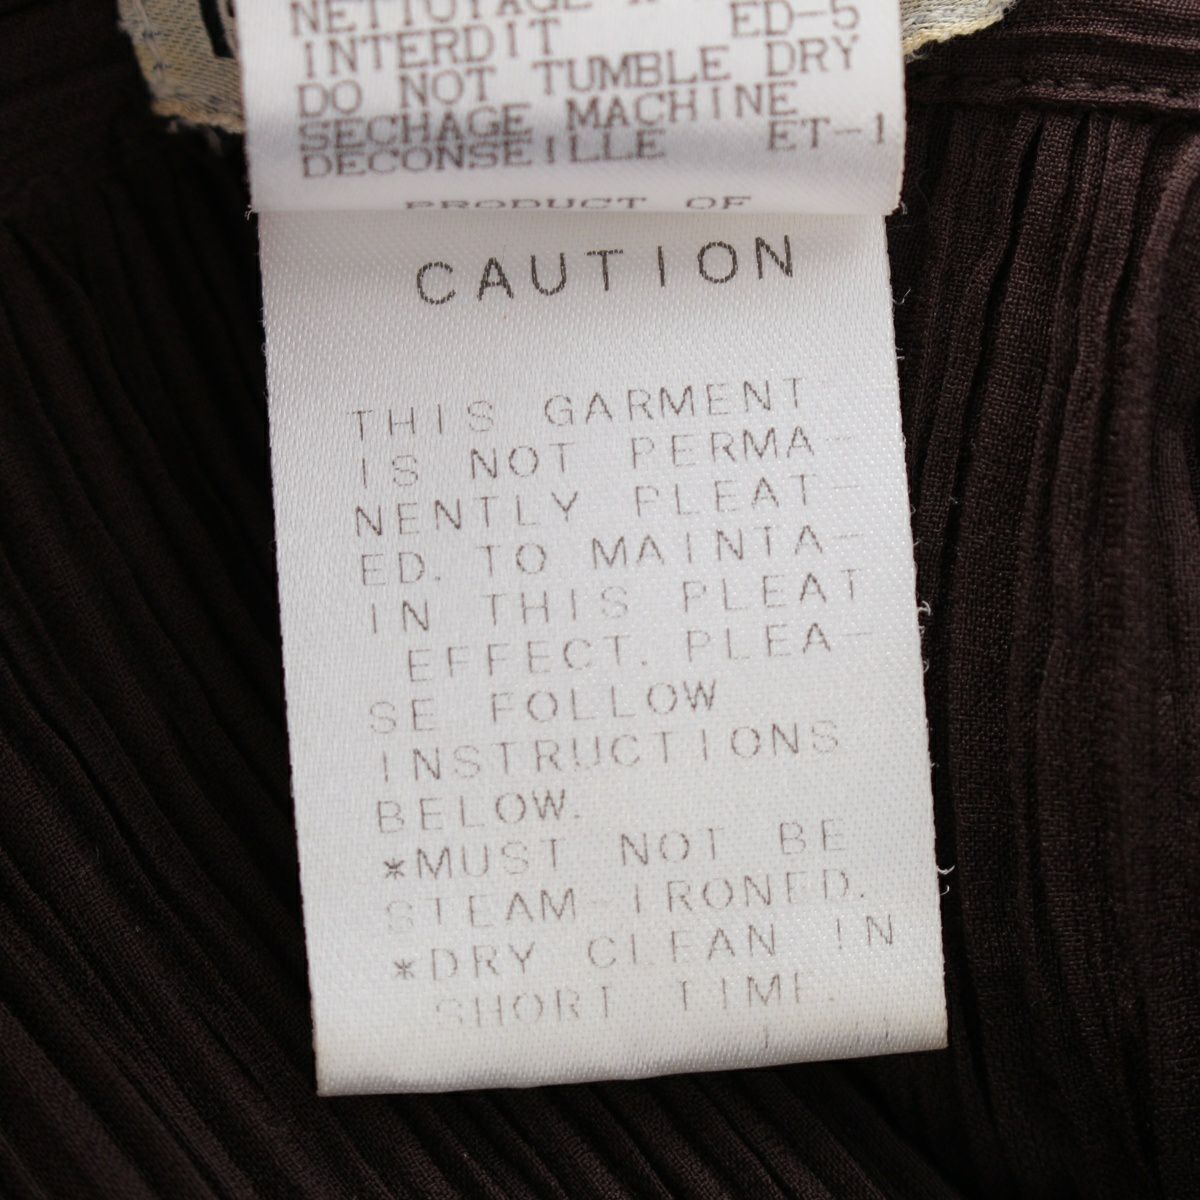 NETTOYAGE A
INTERDIT ED-5
DO NOT TUMBLE DRY
SECHAGE MACHINE
DECONSEILLE ET-1
PRODUCT OF
CAUTION
THIS GARMENT
IS NOT PERMA-
NENTLY PLEAT-
ED. TO MAINTA-
IN THIS PLEAT
EFFECT. PLEA-
SE FOLLOW
INSTRUCTIONS
BELOW.
*MUST NOT BE
STEAM-IRONED.
*DRY CLEAN IN
SHORT TIME.